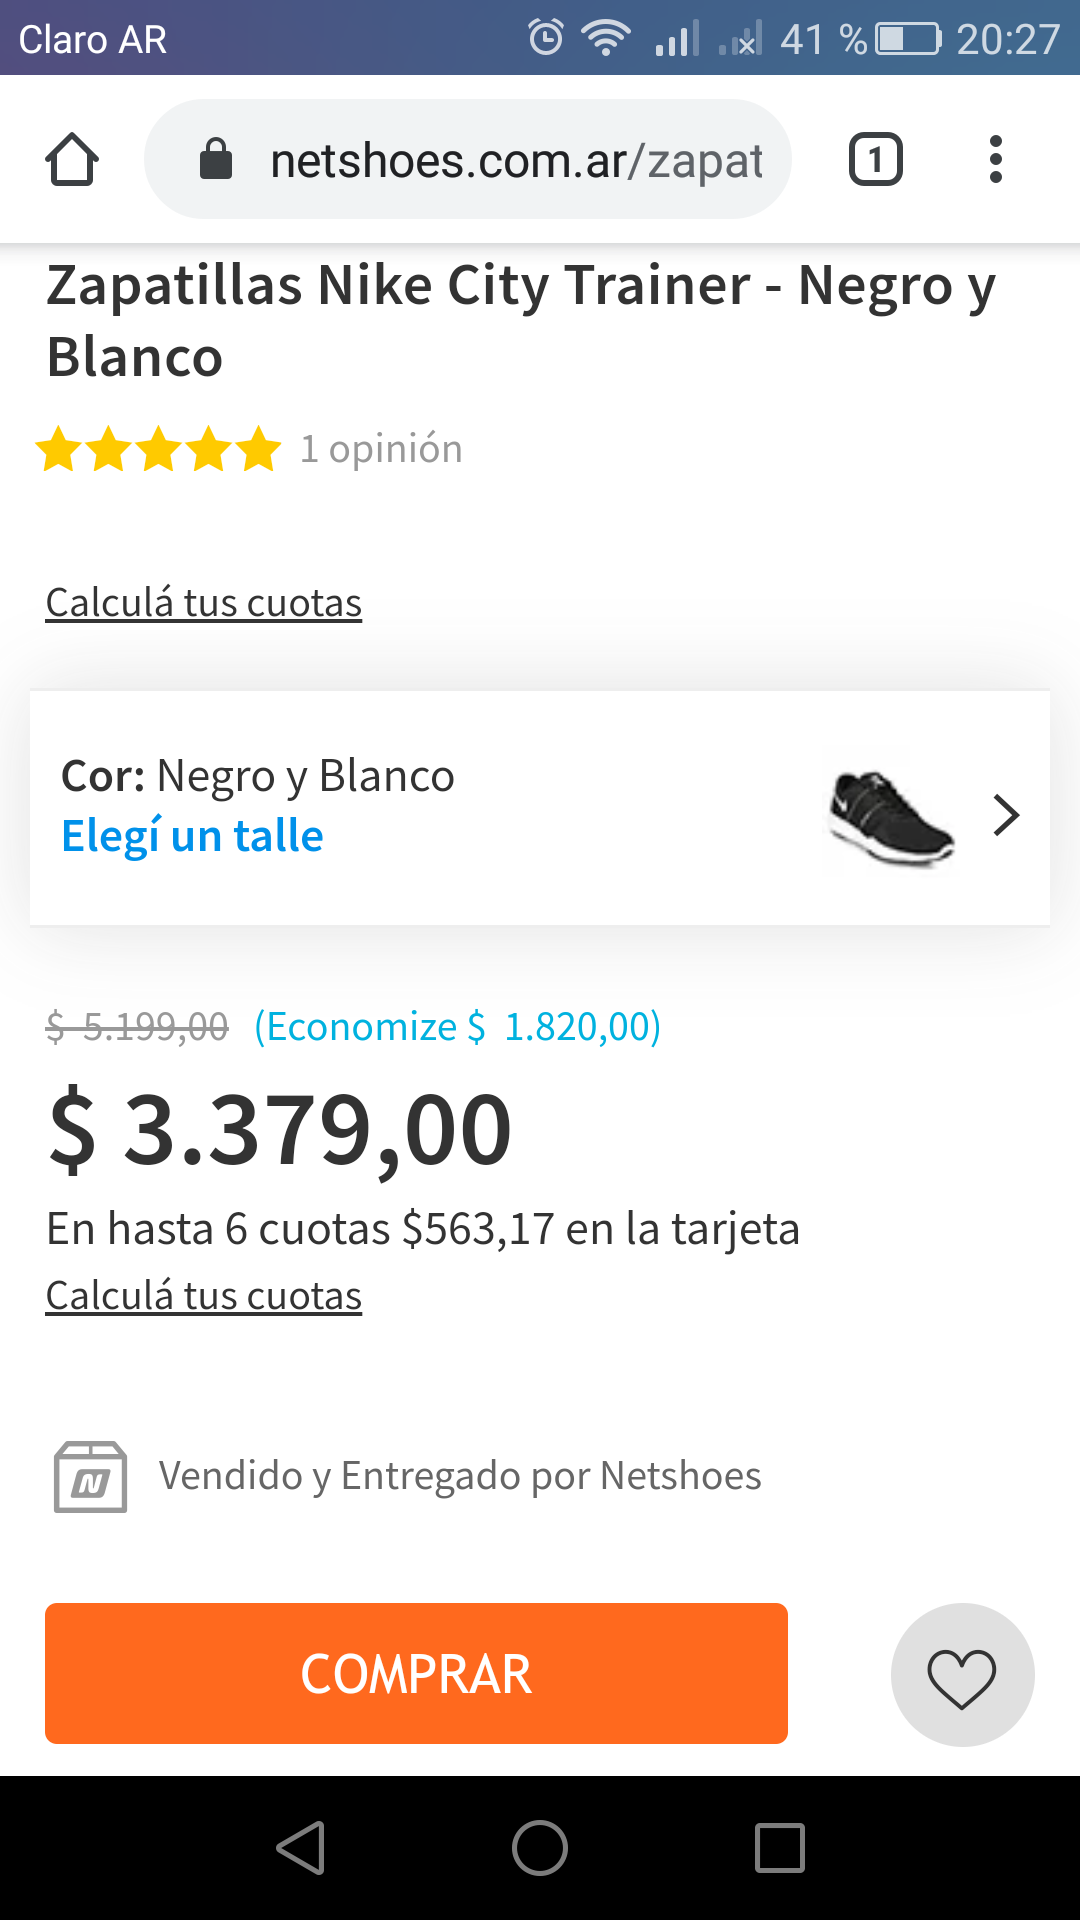 Claro AR 41 % 20:27
netshoes.com.ar/zapat 1
Zapatillas Nike City Trainer - Negro y
Blanco
1 opinión
Calculá tus cuotas
Cor: Negro y Blanco
Elegí un talle
$ 5.199,00 (Economize $ 1.820,00)
$ 3.379,00
En hasta 6 cuotas $563,17 en la tarjeta
Calculá tus cuotas
N Vendido y Entregado por Netshoes
COMPRAR